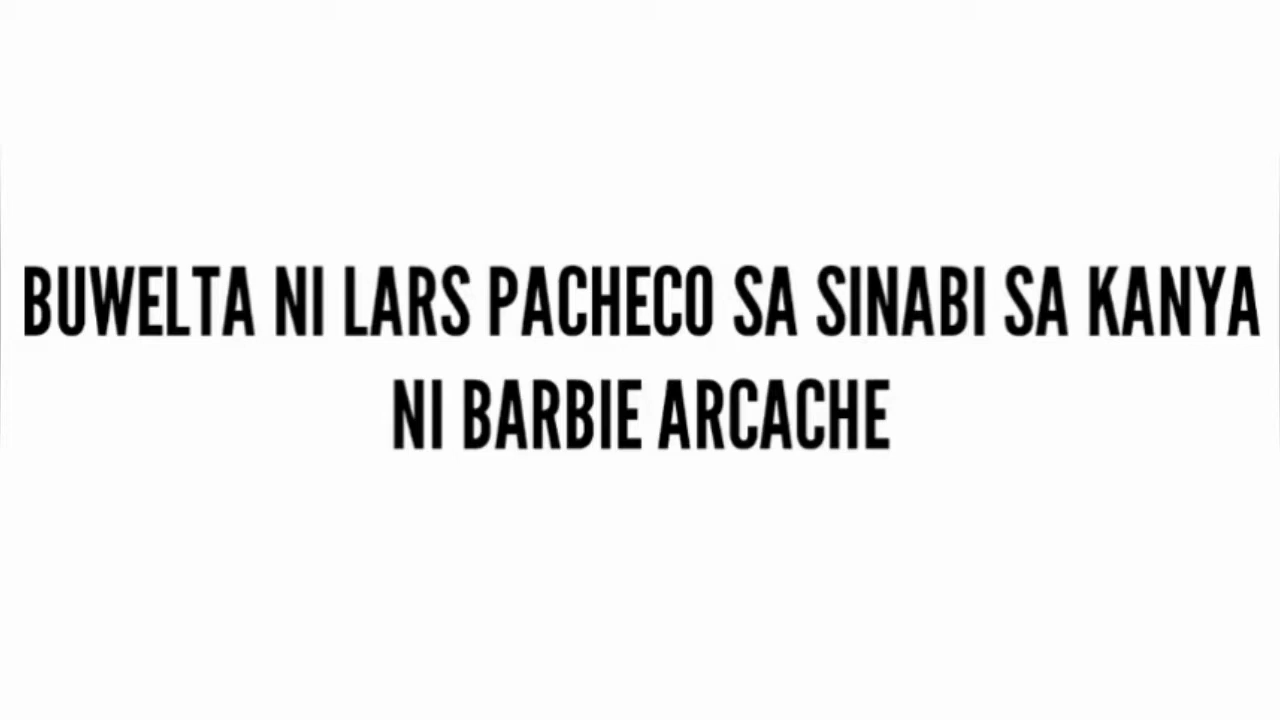 BUWELTA NI LARS PACHECO SA SINABI SA KANYA
NI BARBIE ARCACHE